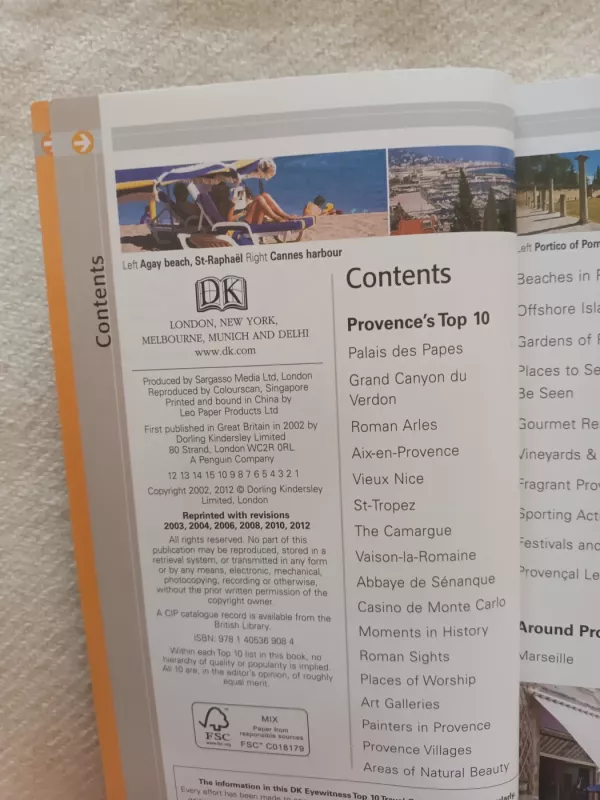 Contents
Left Agay beach, St-Raphaël Right Cannes harbour
DK
LONDON, NEW YORK,
MELBOURNE, MUNICH AND DELHI
www.dk.com
Produced by Sargasso Media Ltd, London
Reproduced by Colourscan, Singapore
Printed and bound in China by
Leo Paper Products Ltd
First published in Great Britain in 2002 by
Dorling Kindersley Limited
80 Strand, London WC2R 0RL
A Penguin Company
12 13 14 15 10 9 8 7 6 5 4 3 2 1
Copyright 2002, 2012 © Dorling Kindersley
Limited, London
Reprinted with revisions
2003, 2004, 2006, 2008, 2010, 2012
All rights reserved. No part of this
publication may be reproduced, stored in a
retrieval system, or transmitted in any form
or by any means, electronic, mechanical,
photocopying, recording or otherwise,
without the prior written permission of the
copyright owner.
A CIP catalogue record is available from the
British Library.
ISBN: 978 1 40536 908 4
Within each Top 10 list in this book, no
hierarchy of quality or popularity is implied.
All 10 are, in the editor's opinion, of roughly
equal merit.
FSC
www.fsc.org
MIX
Paper from
responsible sources
FSC™ C018179
The information in this DK Eyewitness Top 10
Every effort has been made to
Contents
Provence's Top 10
Palais des Papes
Grand Canyon du
Verdon
Roman Arles
Aix-en-Provence
Vieux Nice
St-Tropez
The Camargue
Vaison-la-Romaine
Abbaye de Sénanque
Casino de Monte Carlo
Moments in History
Roman Sights
Places of Worship
Art Galleries
Painters in Provence
Provence Villages
Areas of Natural Beauty
Left Portico of Pom
Beaches in
Offshore Isla
Gardens of
Places to Se
Be Seen
Gourmet Re
Vineyards &
Fragrant Prov
Sporting Act
Festivals and
Provençal Le
Around Pro
Marseille